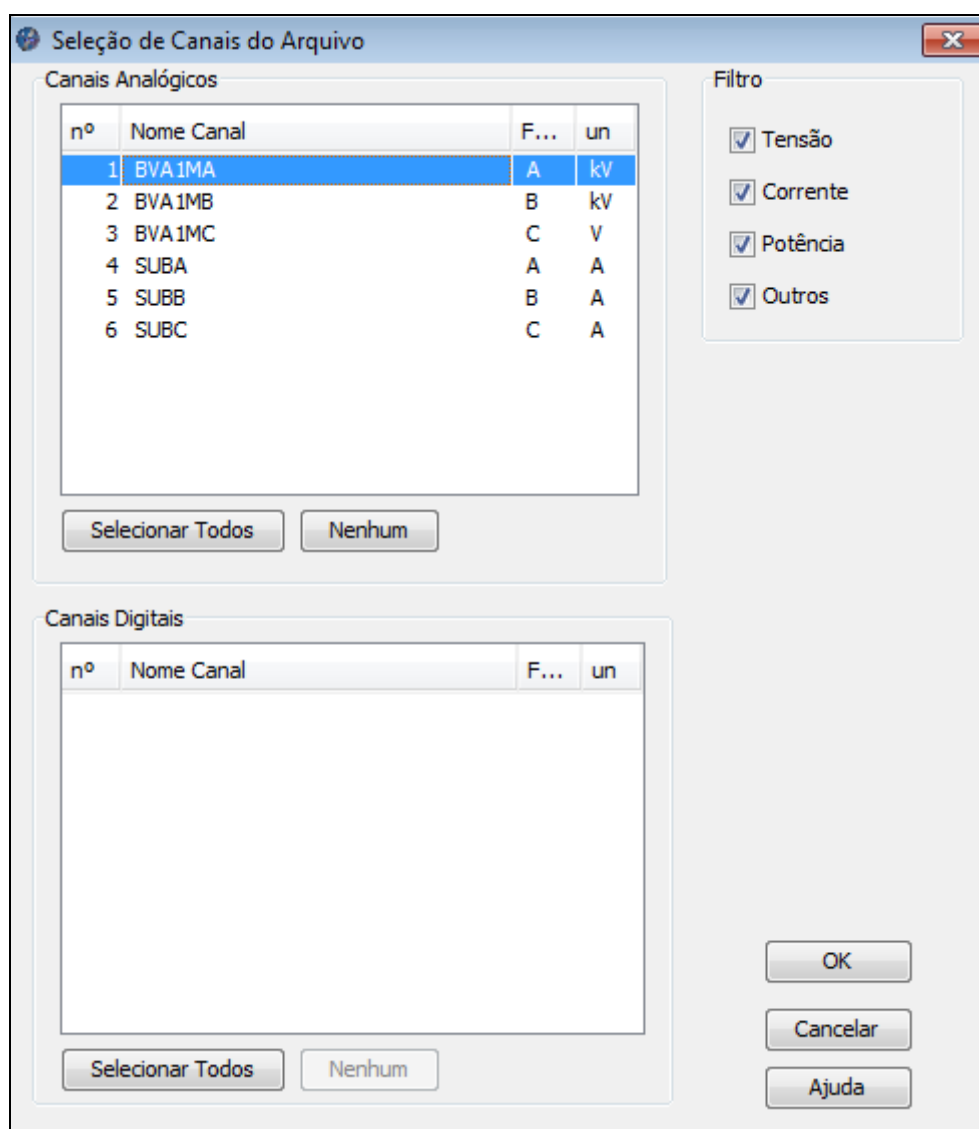 Seleção de Canais do Arquivo
Canais Analógicos
nº Nome Canal F... un
1 BVA1MA A kV
2 BVA1MB B kV
3 BVA1MC C V
4 SUBA A A
5 SUBB B A
6 SUBC C A
Selecionar Todos Nenhum
Filtro
Tensão
Corrente
Potência
Outros
Canais Digitais
nº Nome Canal F... un
Selecionar Todos Nenhum
OK
Cancelar
Ajuda